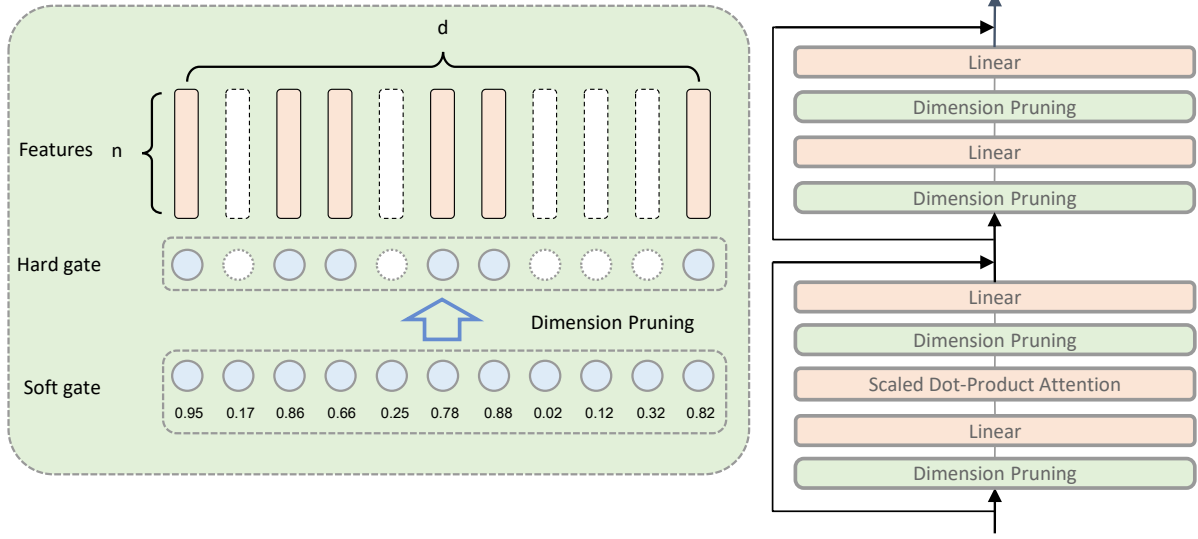 d
Features n
Hard gate
Dimension Pruning
Soft gate
0.95 0.17 0.86 0.66 0.25 0.78 0.88 0.02 0.12 0.32 0.82
Linear
Dimension Pruning
Linear
Dimension Pruning
Linear
Dimension Pruning
Scaled Dot-Product Attention
Linear
Dimension Pruning